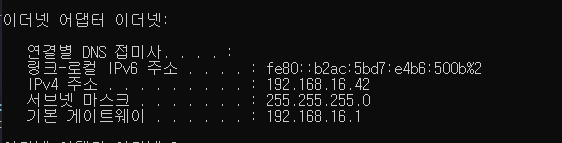 이더넷 어댑터 이더넷:
연결별 DNS 접미사. . . . :
링크-로컬 IPv6 주소 . . . . : fe80::b2ac:5bd7:e4b6:500b%2
IPv4 주소 . . . . . . . . . : 192.168.16.42
서브넷 마스크 . . . . . . . : 255.255.255.0
기본 게이트웨이 . . . . . . : 192.168.16.1